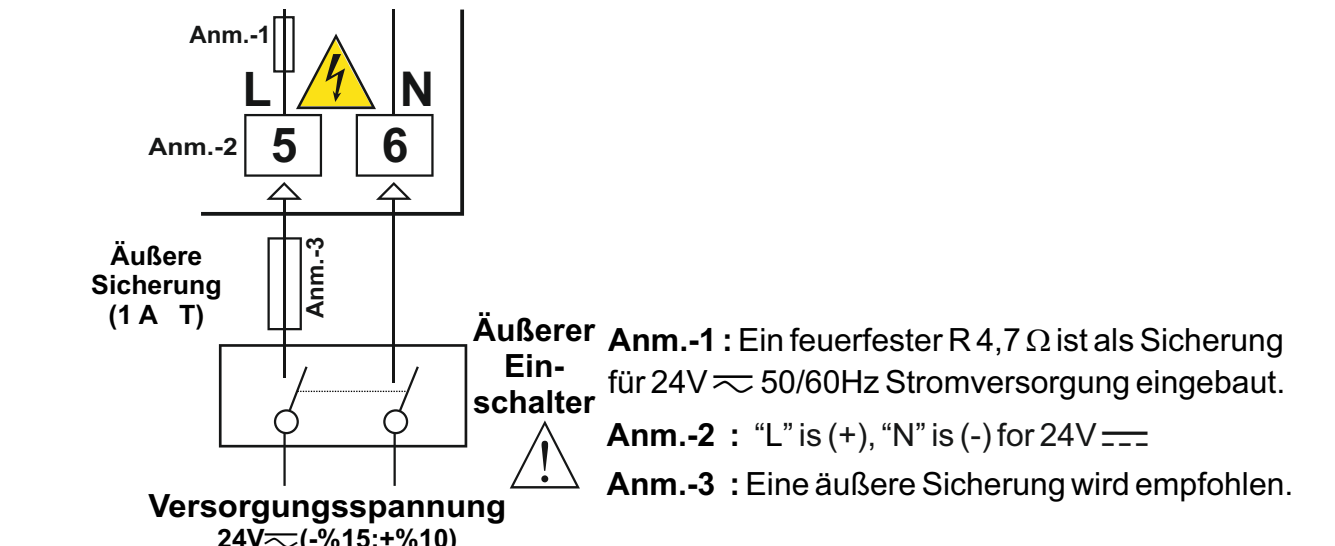 Anm.-1
L N
Anm.-2 5 6
Äußere
Sicherung
(1 A T)
Anm.-3
Äußerer
Ein-
schalter
Versorgungsspannung
24V⎓~(-%15;+%10)
Anm.-1 : Ein feuerfester R 4,7 Ω ist als Sicherung
für 24V⎓~ 50/60Hz Stromversorgung eingebaut.
Anm.-2 : “L” is (+), “N” is (-) for 24V⎓
Anm.-3 : Eine äußere Sicherung wird empfohlen.